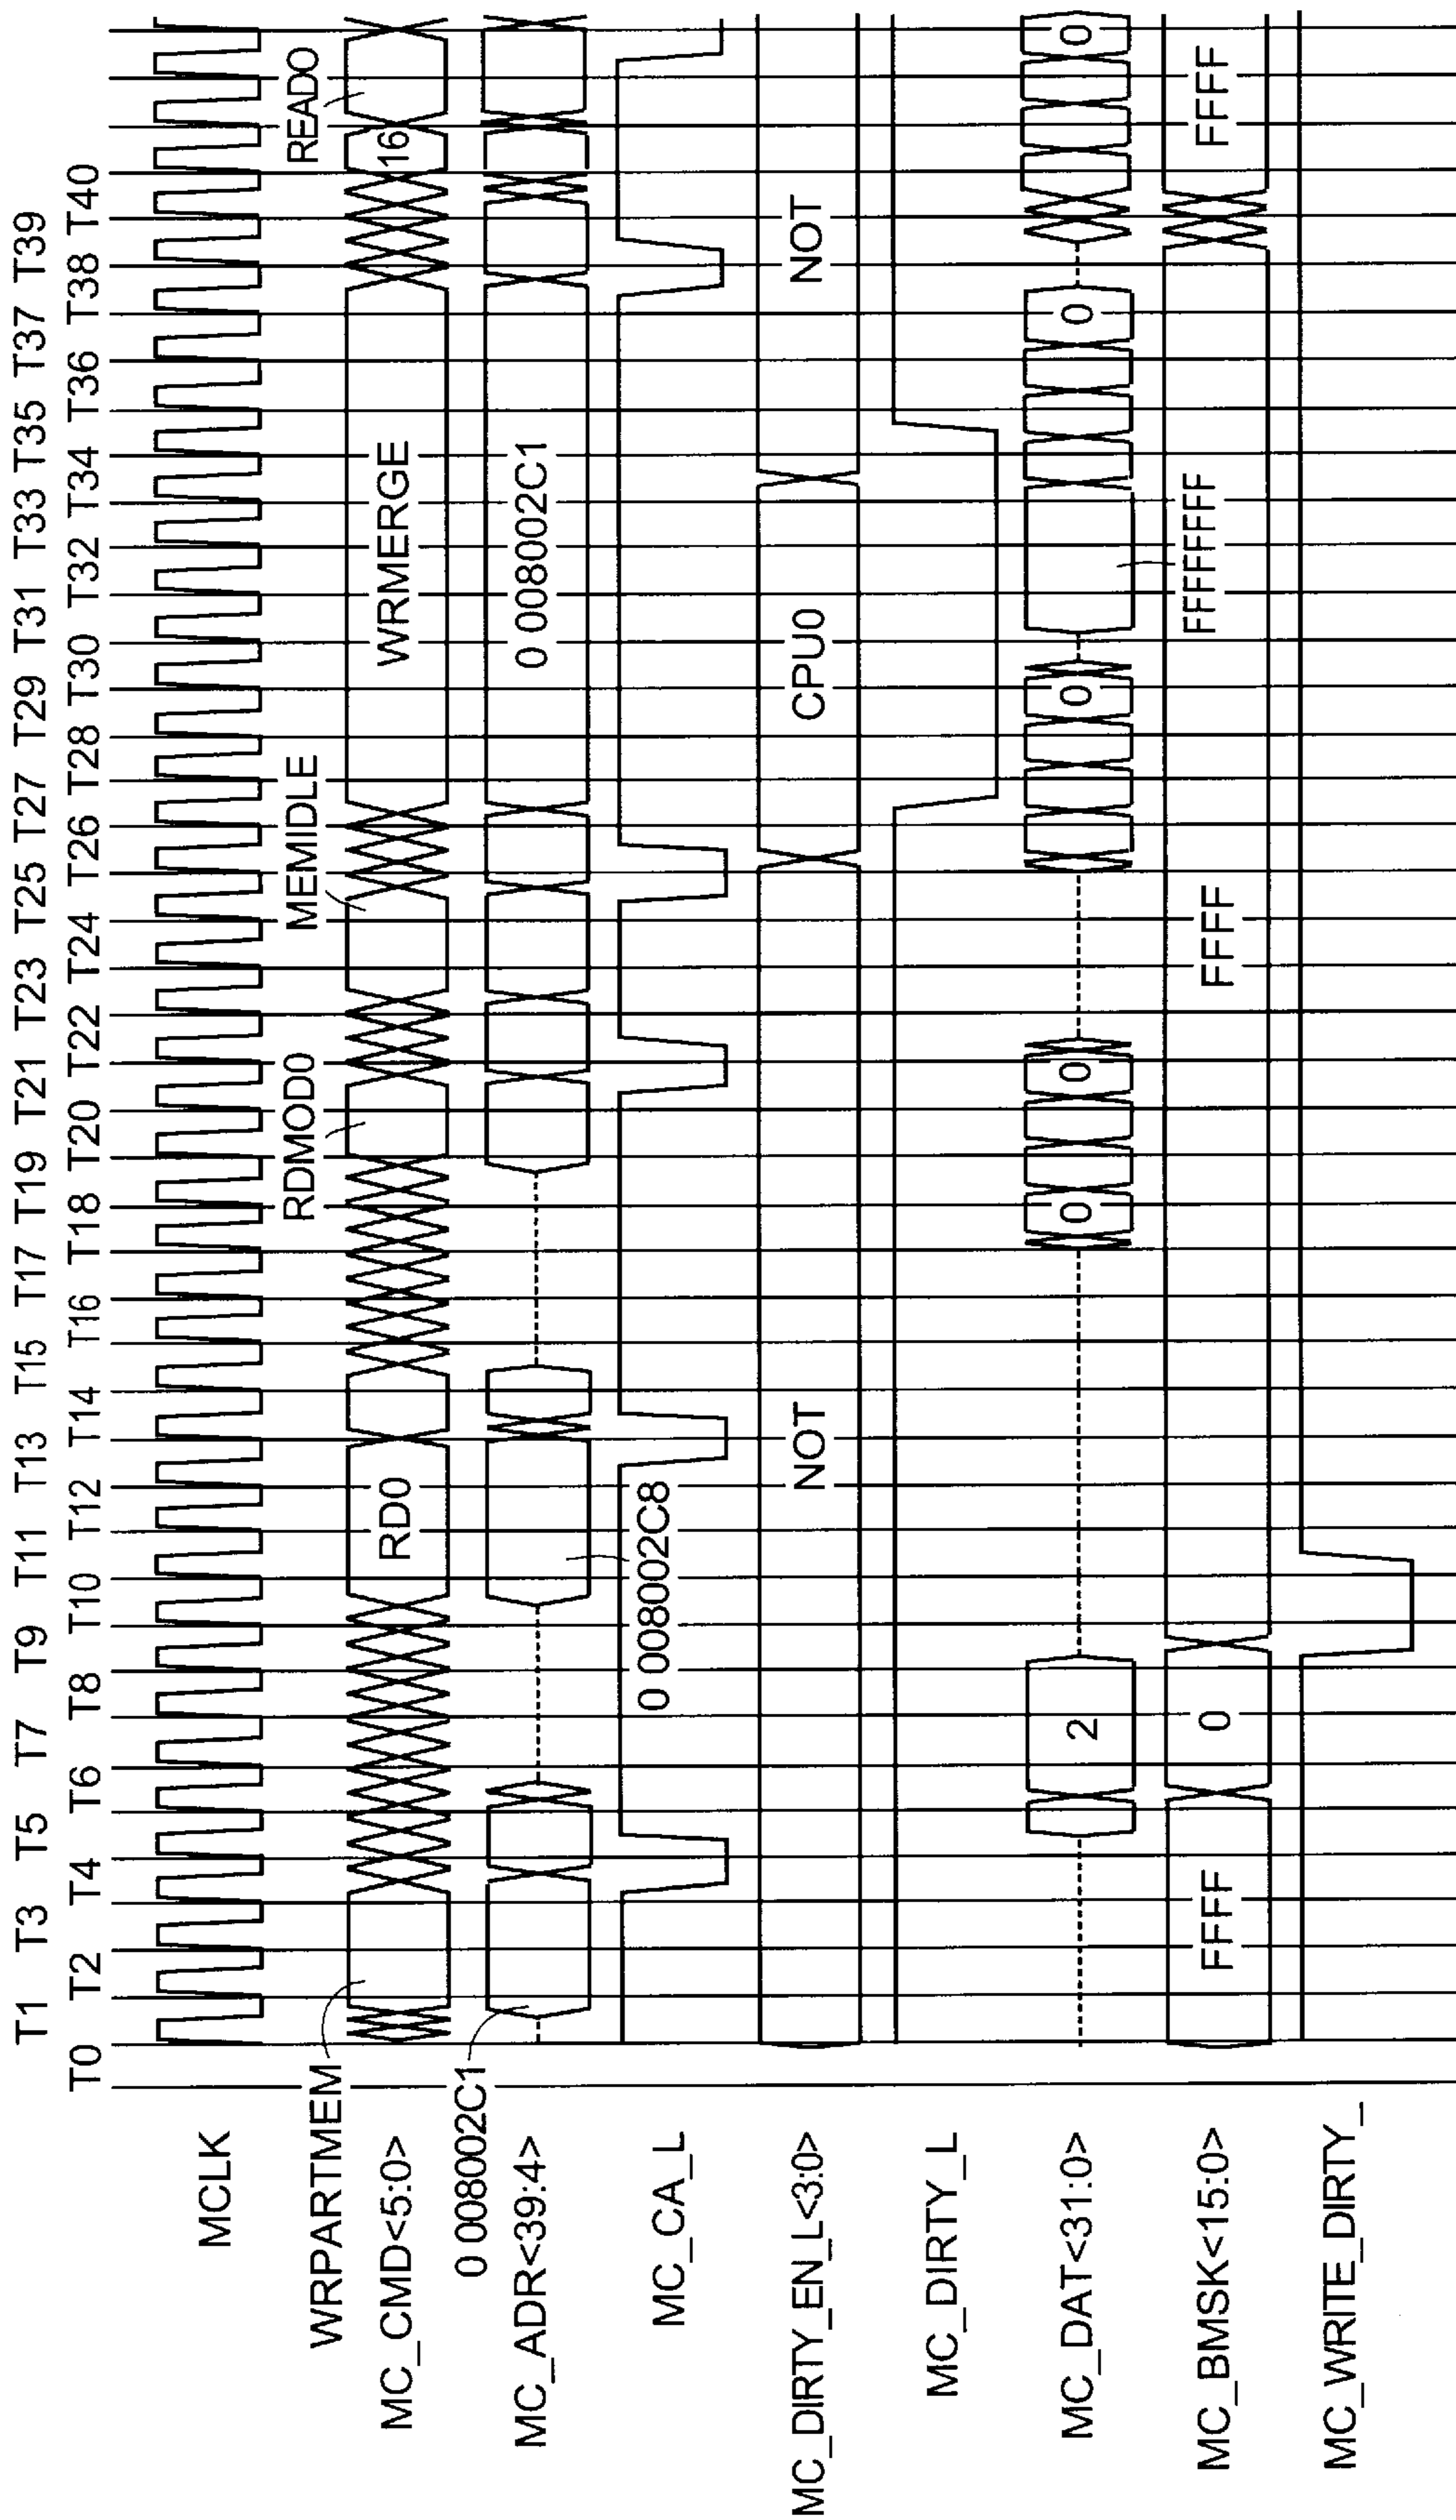 T1 T3 T5 T7 T9 T11 T13 T15 T17 T19 T21 T23 T25 T27 T29 T31 T33 T35 T37 T39
T0 T2 T4 T6 T8 T10 T12 T14 T16 T18 T20 T22 T24 T26 T28 T30 T32 T34 T36 T38 T40
MCLK
WRPARTMEM RDMOD0 MEMIDLE READ0
MC_CMD<5:0> RD0 WRMERGE 16
0 008002C1
MC_ADR<39:4> 0 008002C1
0 008002C8
MC_CA_L
MC_DIRTY_EN_L<3:0> NOT CPU0 NOT
MC_DIRTY_L
MC_DAT<31:0> 2 0 0 0 0 0
FFFFFFFF
MC_BMSK<15:0> FFFF 0 FFFF FFFF
MC_WRITE_DIRTY_